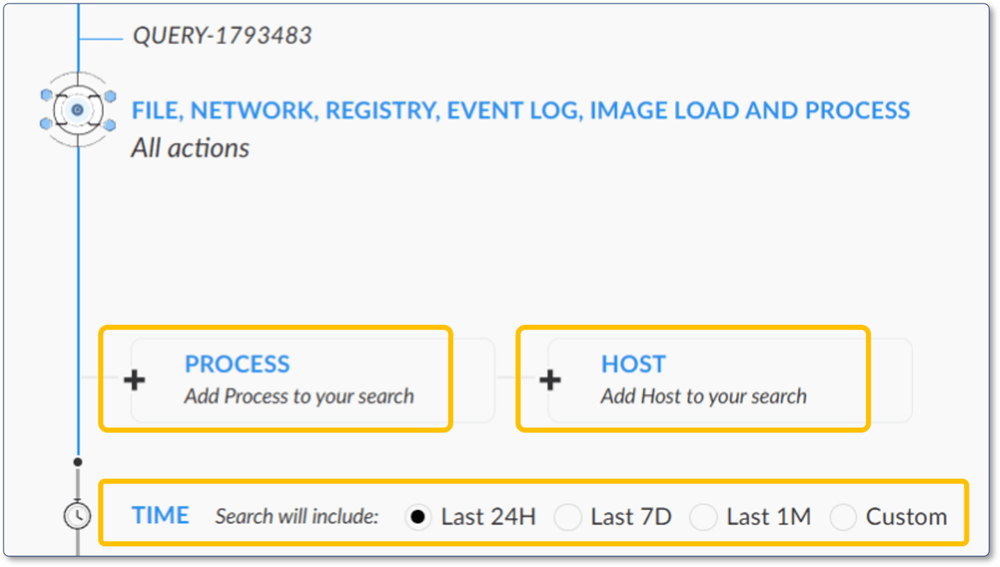 QUERY-1793483
FILE, NETWORK, REGISTRY, EVENT LOG, IMAGE LOAD AND PROCESS
All actions
PROCESS
Add Process to your search
HOST
Add Host to your search
TIME Search will include: Last 24H Last 7D Last 1M Custom